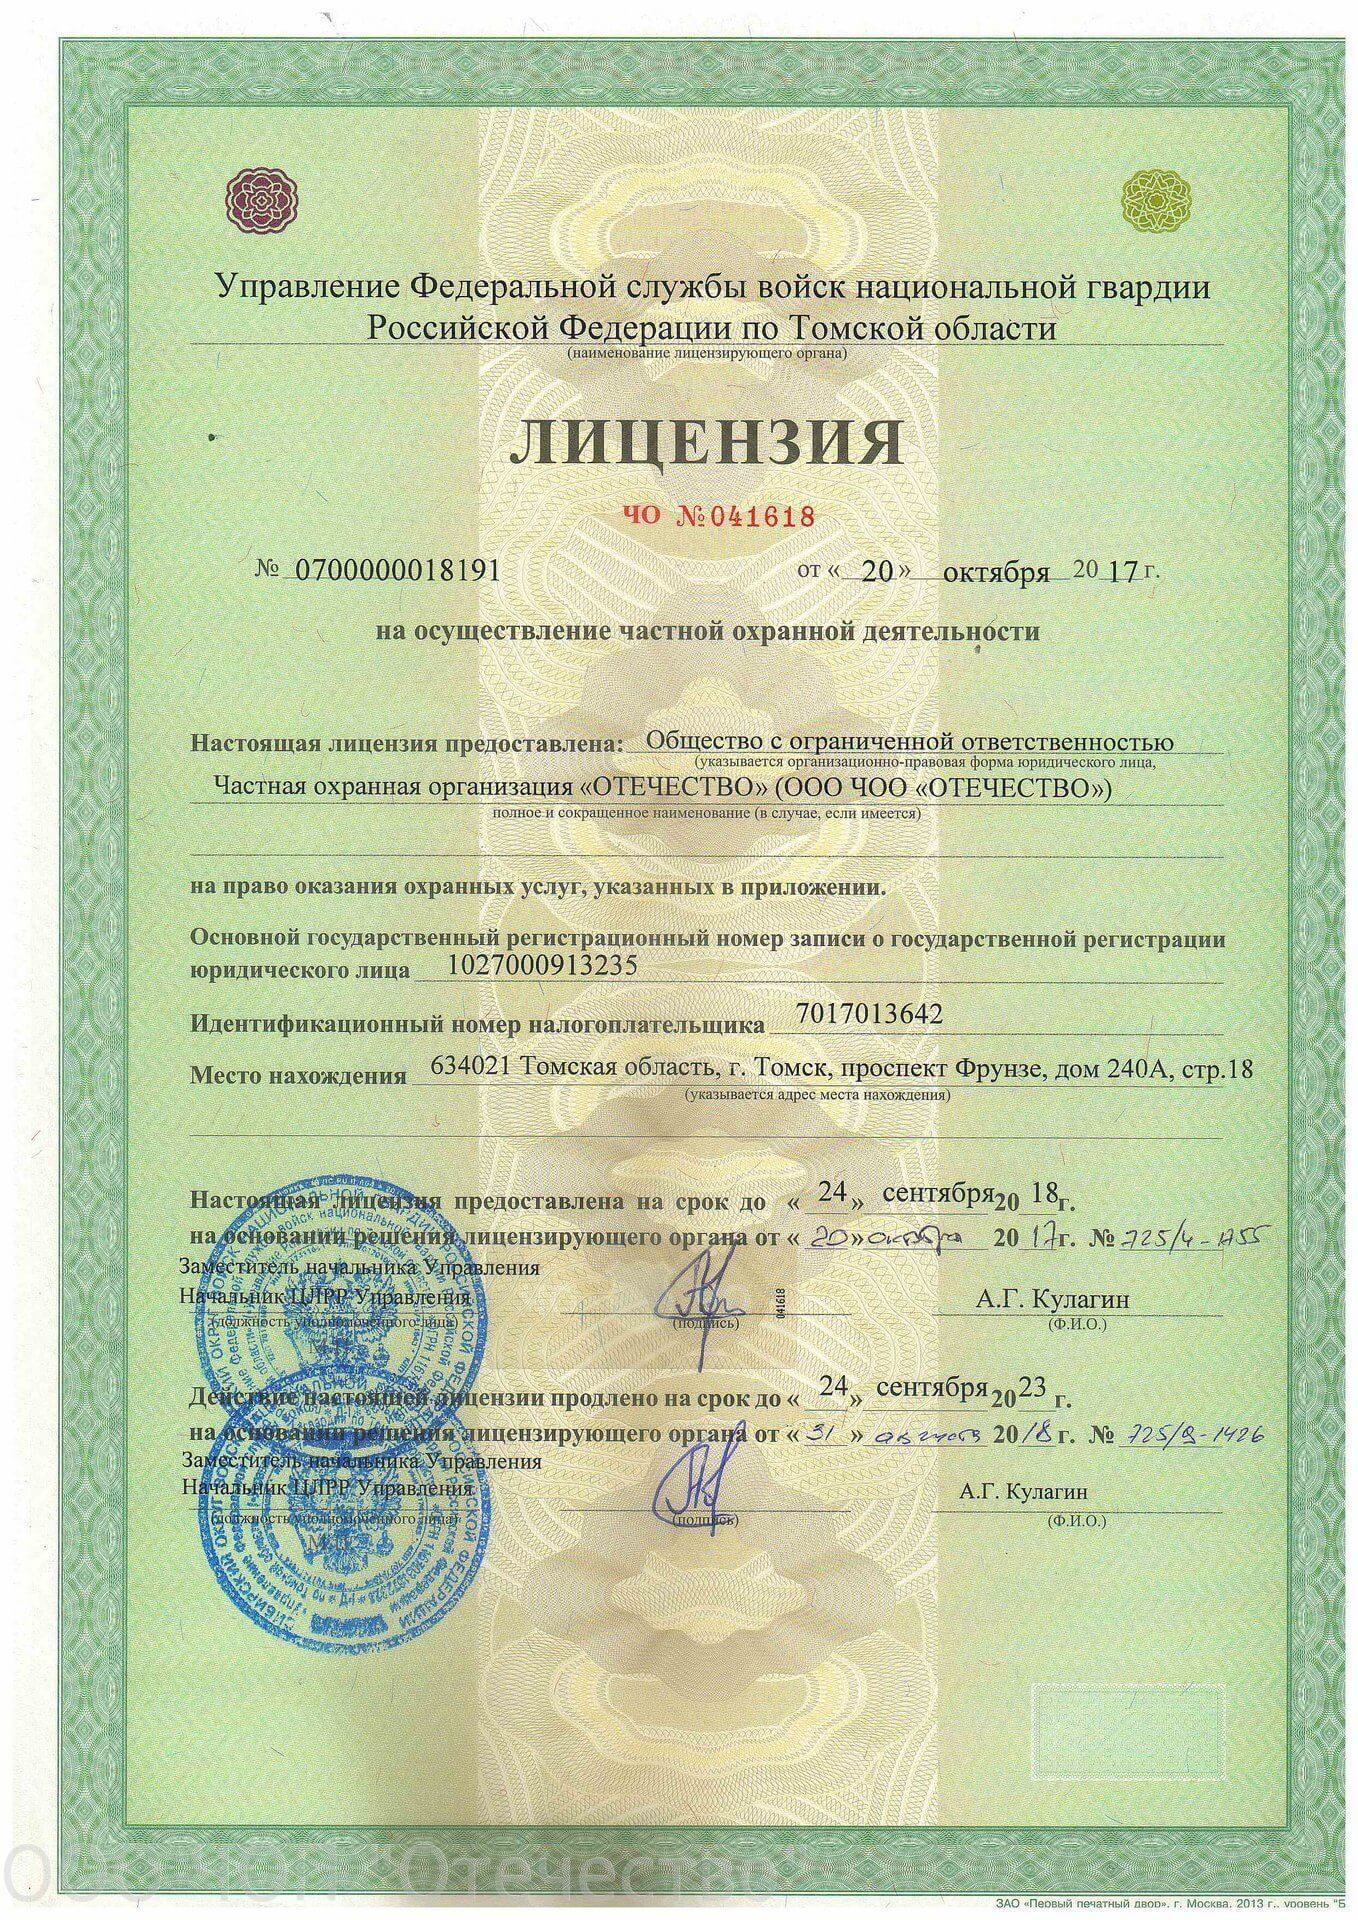 Управление Федеральной службы войск национальной гвардии
Российской Федерации по Томской области
(наименование лицензирующего органа)
ЛИЦЕНЗИЯ
ЧО №041618
№ 0700000018191 от « 20 » октября 20 17 г.
на осуществление частной охранной деятельности
Настоящая лицензия предоставлена: Общество с ограниченной ответственностью
(указывается организационно-правовая форма юридического лица,
Частная охранная организация «ОТЕЧЕСТВО» (ООО ЧОО «ОТЕЧЕСТВО»)
полное и сокращенное наименование (в случае, если имеется)
на право оказания охранных услуг, указанных в приложении.
Основной государственный регистрационный номер записи о государственной регистрации
юридического лица 1027000913235
Идентификационный номер налогоплательщика 7017013642
Место нахождения 634021 Томская область, г. Томск, проспект Фрунзе, дом 240А, стр.18
(указывается адрес места нахождения)
Настоящая лицензия предоставлена на срок до « 24 » сентября 20 18 г.
на основании решения лицензирующего органа от « 20 » октября 20 17 г. № 725/4-1755
Заместитель начальника Управления
Начальник ЦЛРР Управления А.Г. Кулагин
(должность уполномоченного лица) (подпись) (Ф.И.О.)
041618
М.П.
Действие настоящей лицензии продлено на срок до « 24 » сентября 20 23 г.
на основании решения лицензирующего органа от « 31 » августа 20 18 г. № 725/9-1426
Заместитель начальника Управления
Начальник ЦЛРР Управления А.Г. Кулагин
(должность уполномоченного лица) (подпись) (Ф.И.О.)
М.П.
"Отечество"
ЗАО «Первый печатный двор», г. Москва, 2013 г., уровень "Б